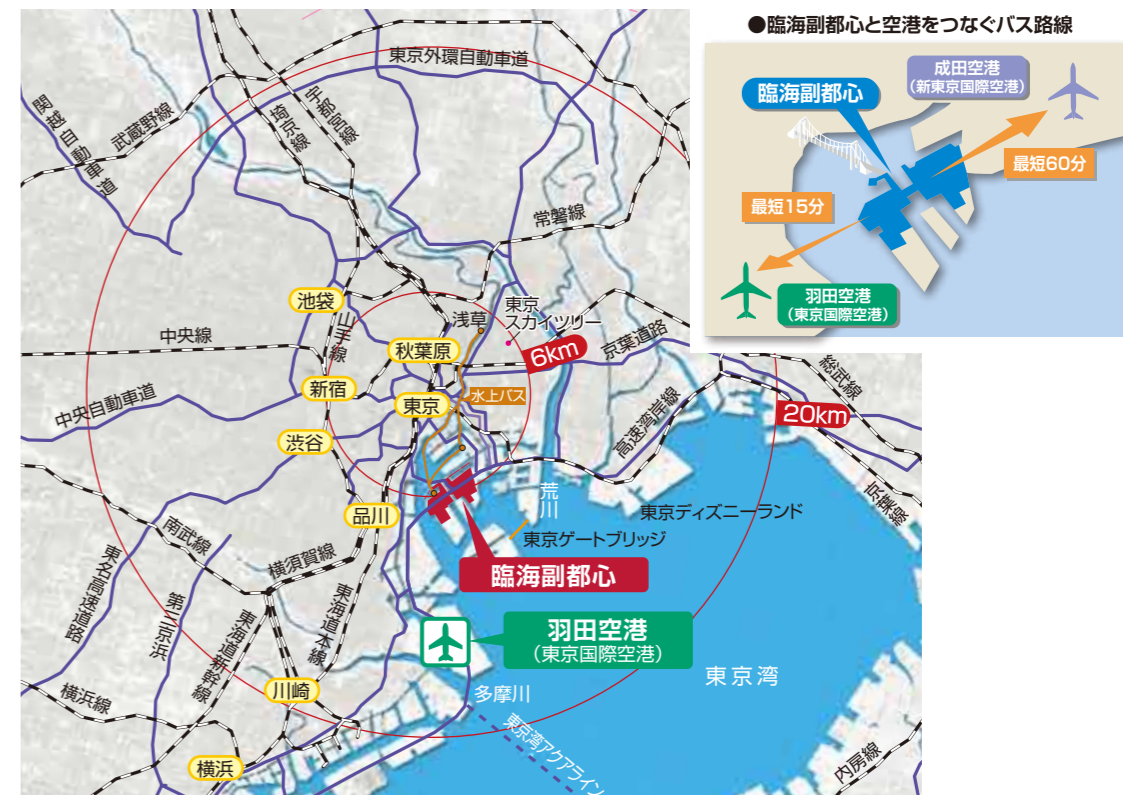 ●臨海副都心と空港をつなぐバス路線
成田空港
(新東京国際空港)
臨海副都心
最短60分
最短15分
羽田空港
(東京国際空港)
東京外環自動車道
関越自動車道
武蔵野線
埼京線
宇都宮線
常磐線
池袋
山手線
浅草
東京
スカイツリー
中央線
秋葉原
6km
京葉道路
総武線
新宿
東京
水上バス
中央自動車道
高速湾岸線
20km
渋谷
荒川
京葉線
品川
東京ディズニーランド
東京ゲートブリッジ
南武線
横須賀線
臨海副都心
東名高速道路
第三京浜
東海道新幹線
東海道本線
羽田空港
(東京国際空港)
東京湾
川崎
多摩川
横浜線
東京湾アクアライン
横浜
内房線